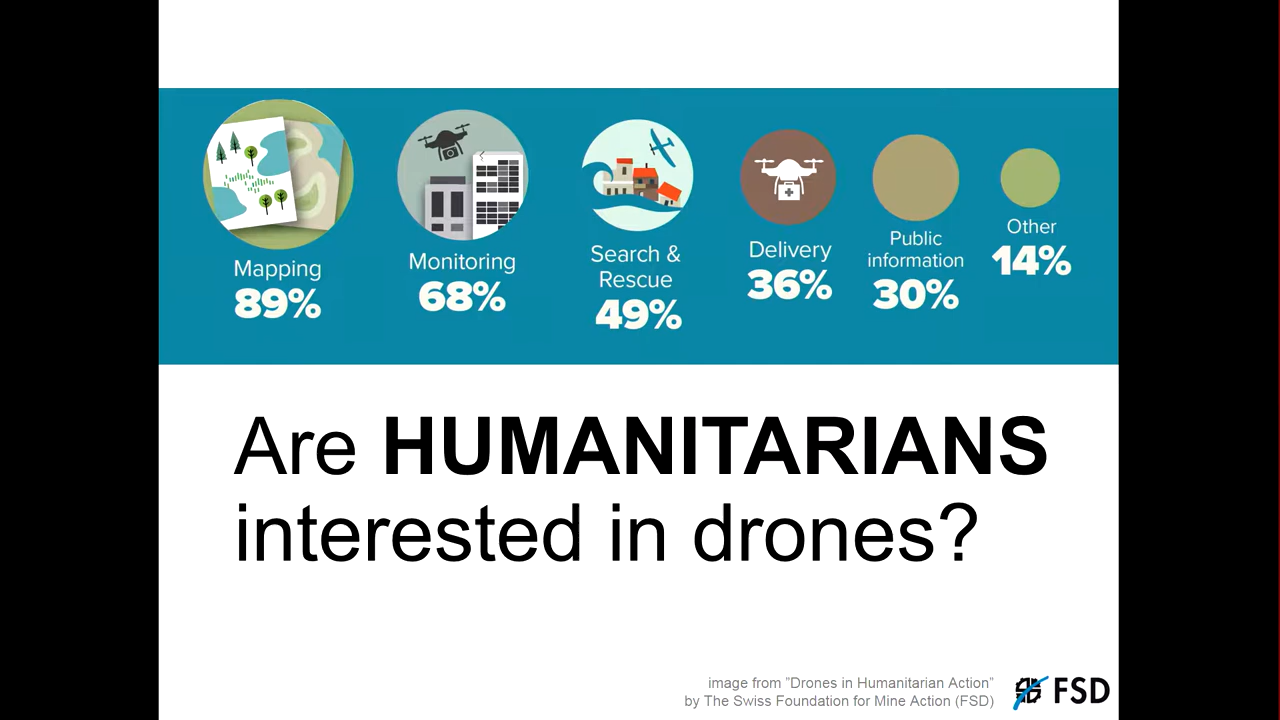 Mapping
89%
Monitoring
68%
Search &
Rescue
49%
Delivery
36%
Public
information
30%
Other
14%
Are HUMANITARIANS
interested in drones?
image from "Drones in Humanitarian Action"
by The Swiss Foundation for Mine Action (FSD)
FSD